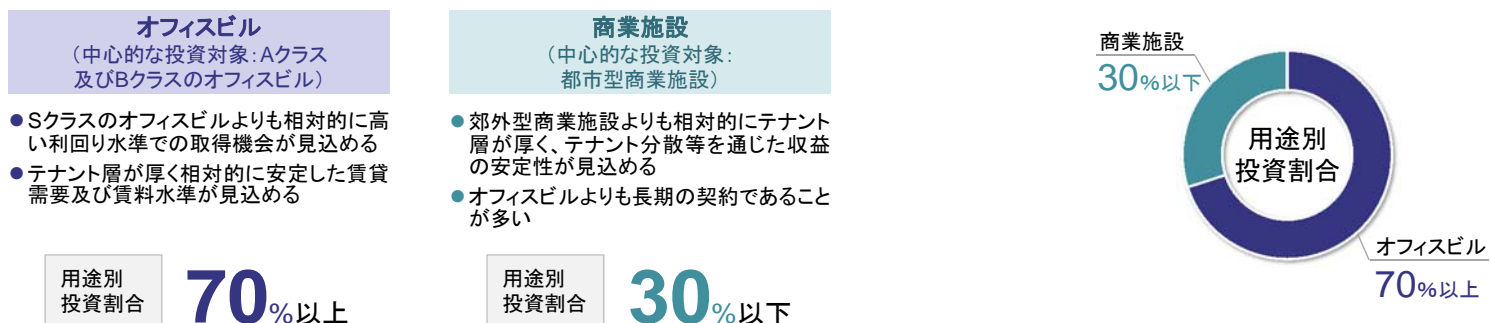 オフィスビル
（中心的な投資対象：Aクラス
及びBクラスのオフィスビル）
●Sクラスのオフィスビルよりも相対的に高
い利回り水準での取得機会が見込める
●テナント層が厚く相対的に安定した賃貸
需要及び賃料水準が見込める
用途別
投資割合
70%以上
商業施設
（中心的な投資対象：
都市型商業施設）
●郊外型商業施設よりも相対的にテナント
層が厚く、テナント分散等を通じた収益
の安定性が見込める
●オフィスビルよりも長期の契約であること
が多い
用途別
投資割合
30%以下
商業施設
30%以下
用途別
投資割合
オフィスビル
70%以上